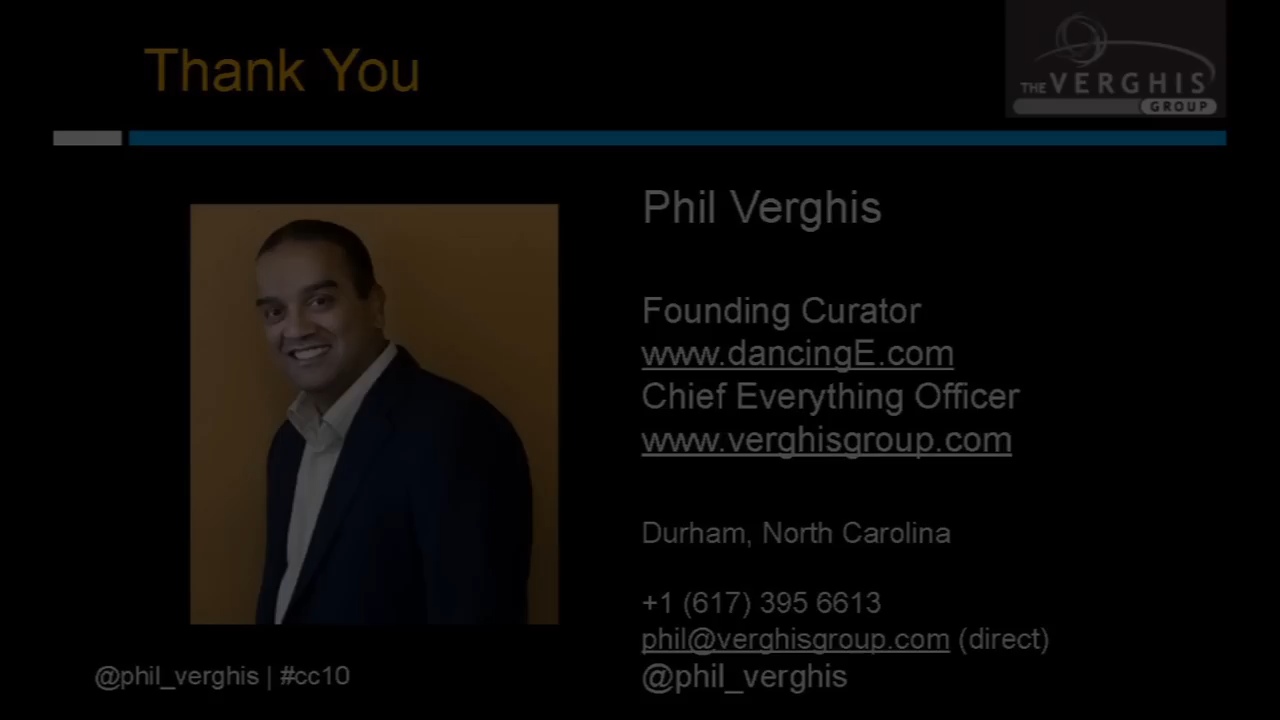 Thank You
THE VERGHIS
GROUP
Phil Verghis
Founding Curator
www.dancingE.com
Chief Everything Officer
www.verghisgroup.com
Durham, North Carolina
+1 (617) 395 6613
phil@verghisgroup.com (direct)
@phil_verghis
@phil_verghis | #cc10